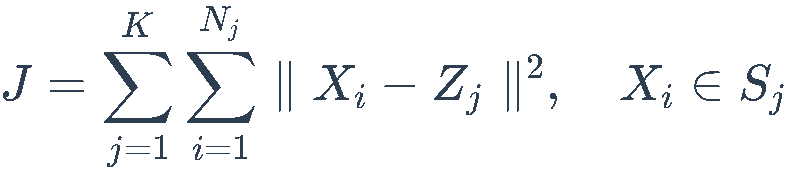 J = \sum_{j=1}^{K} \sum_{i=1}^{N_j} \| X_i - Z_j \|^2, \quad X_i \in S_j